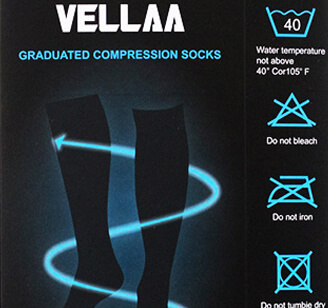 VELLAA
GRADUATED COMPRESSION SOCKS
40
Water temperature
not above
40° Cor105° F
Do not bleach
Do not iron
Do not tumble dry